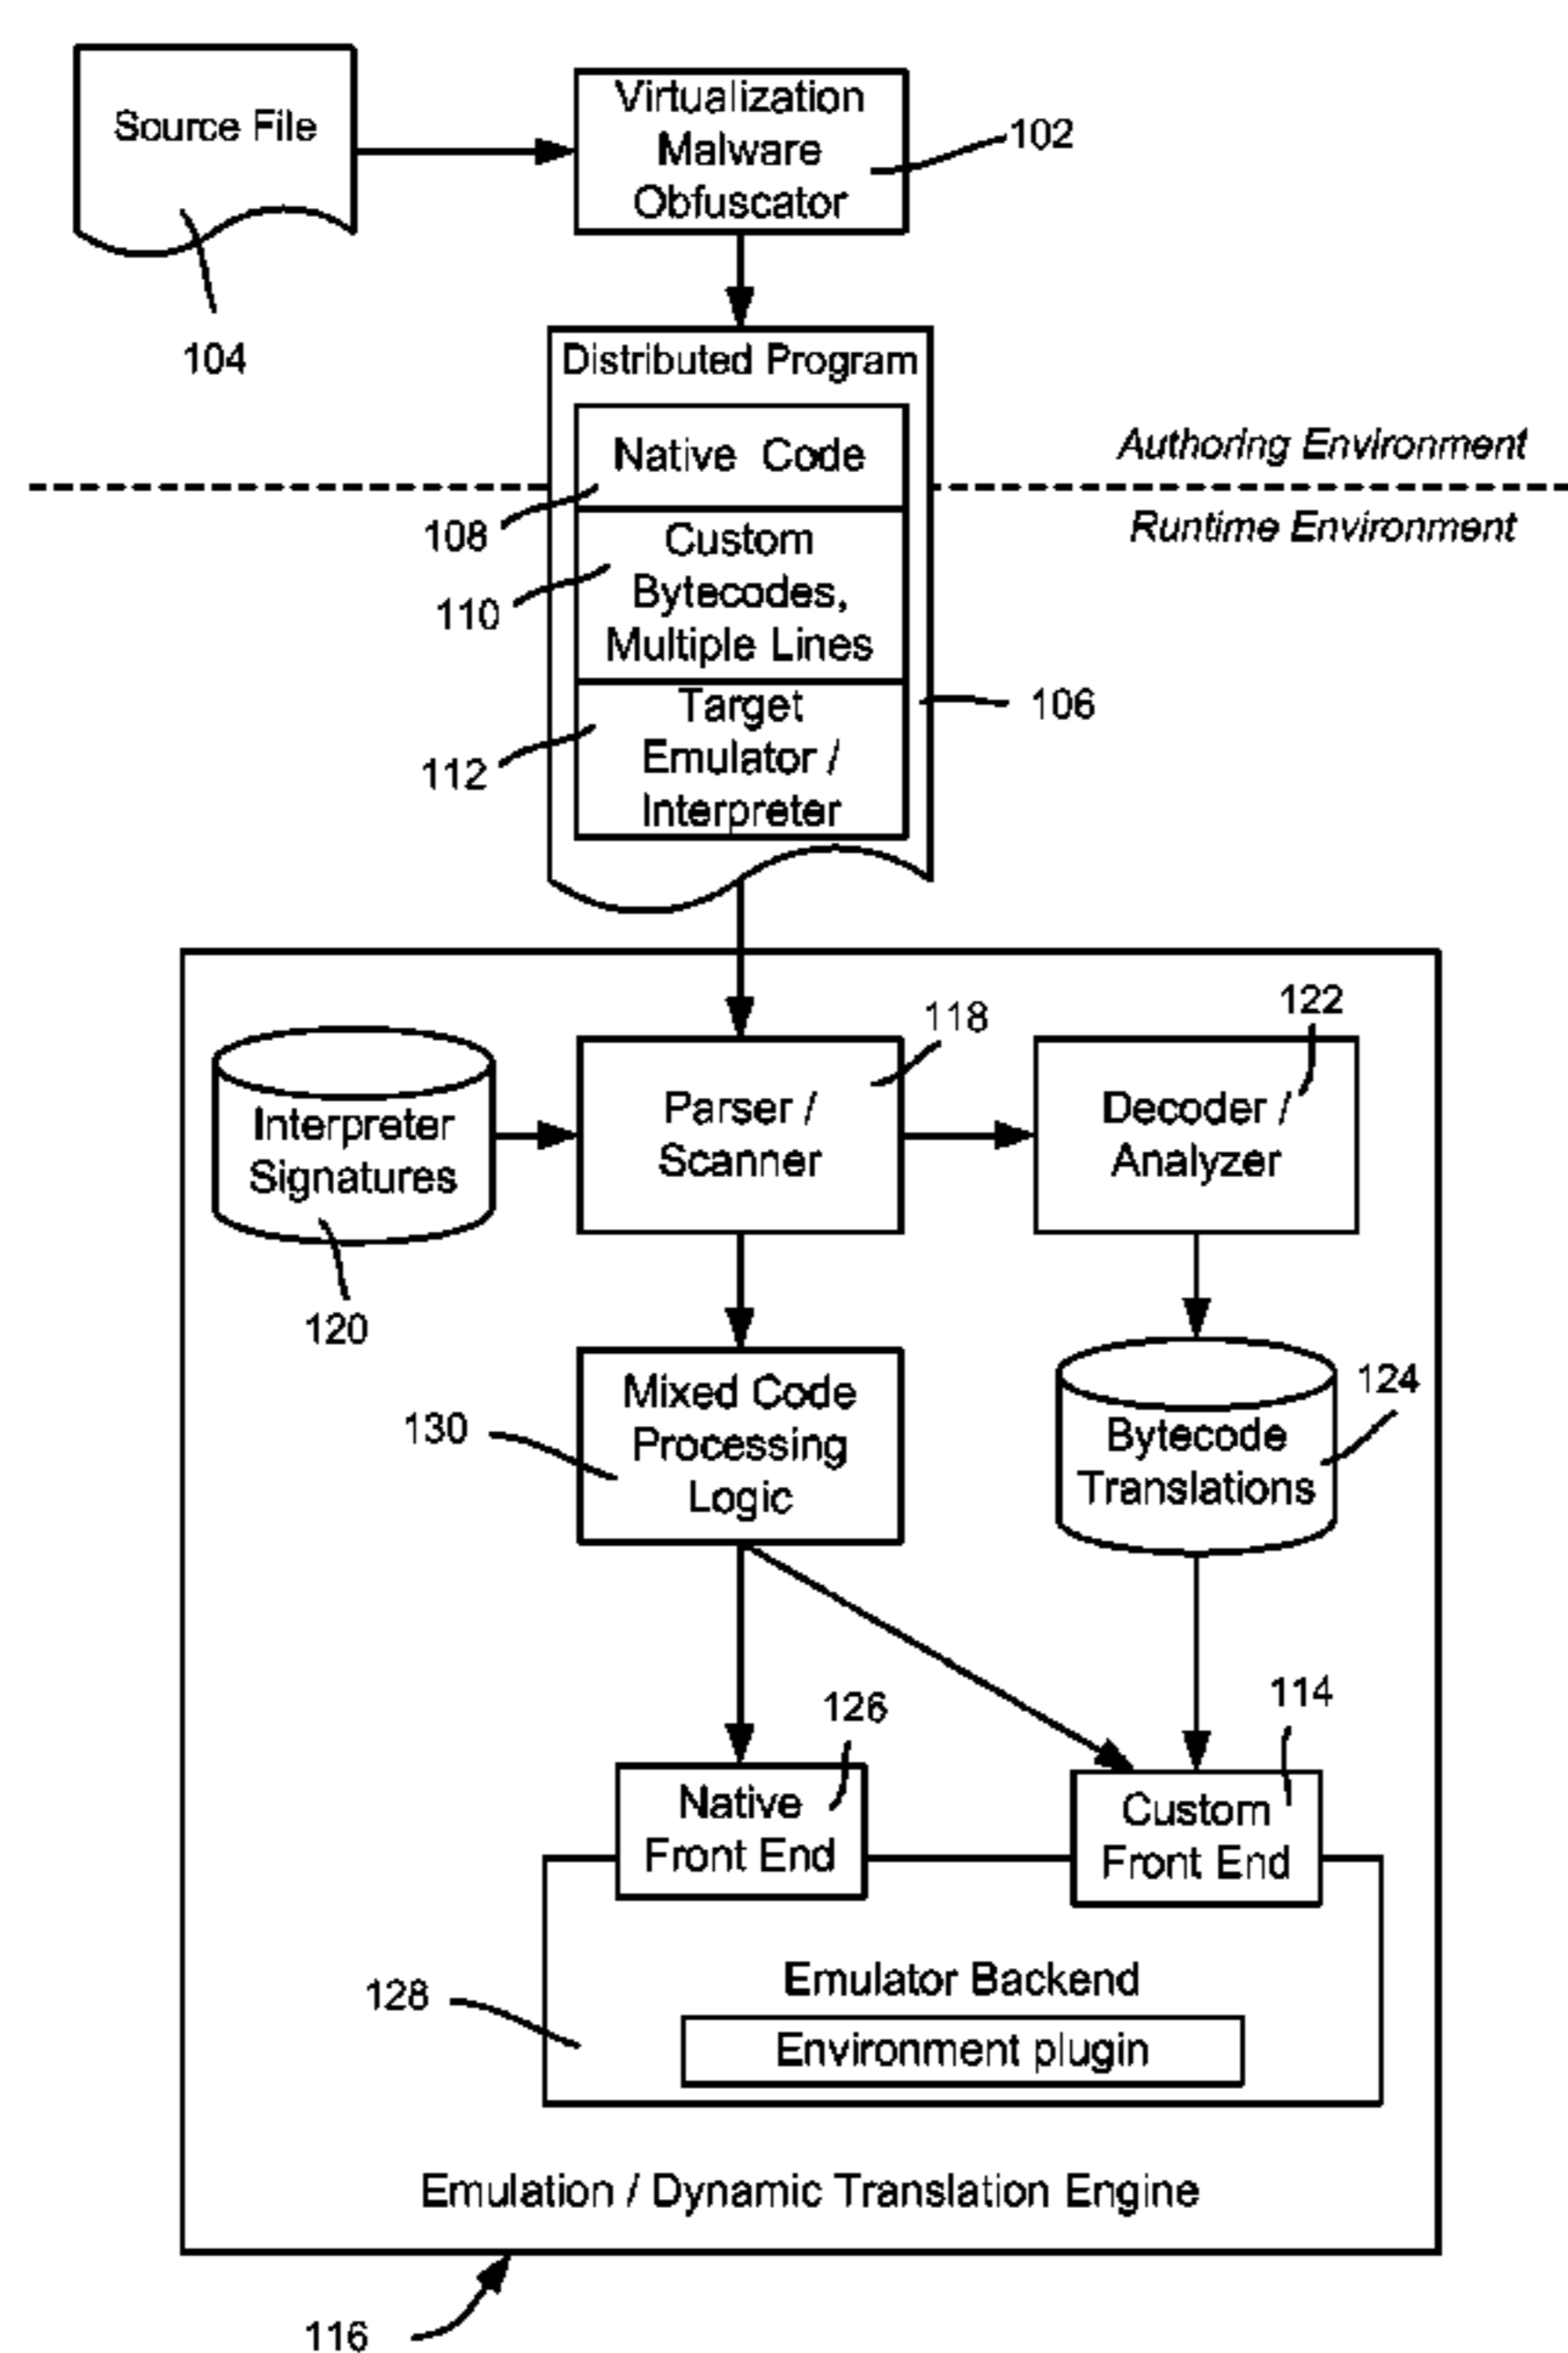 Source File
Virtualization
Malware
Obfuscator
102
104
Distributed Program
Native Code
Authoring Environment
Runtime Environment
108
Custom
Bytecodes,
Multiple Lines
110
106
Target
Emulator /
Interpreter
112
118
122
Interpreter
Signatures
Parser /
Scanner
Decoder /
Analyzer
120
Mixed Code
Processing
Logic
130
124
Bytecode
Translations
126
114
Native
Front End
Custom
Front End
128
Emulator Backend
Environment plugin
Emulation / Dynamic Translation Engine
116